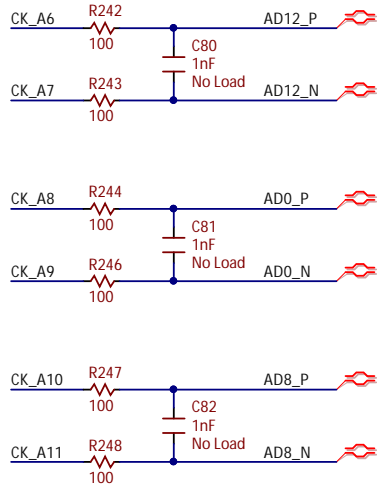 CK_A6 R242 100 AD12_P
C80
1nF
No Load
CK_A7 R243 100 AD12_N
CK_A8 R244 100 AD0_P
C81
1nF
No Load
CK_A9 R246 100 AD0_N
CK_A10 R247 100 AD8_P
C82
1nF
No Load
CK_A11 R248 100 AD8_N